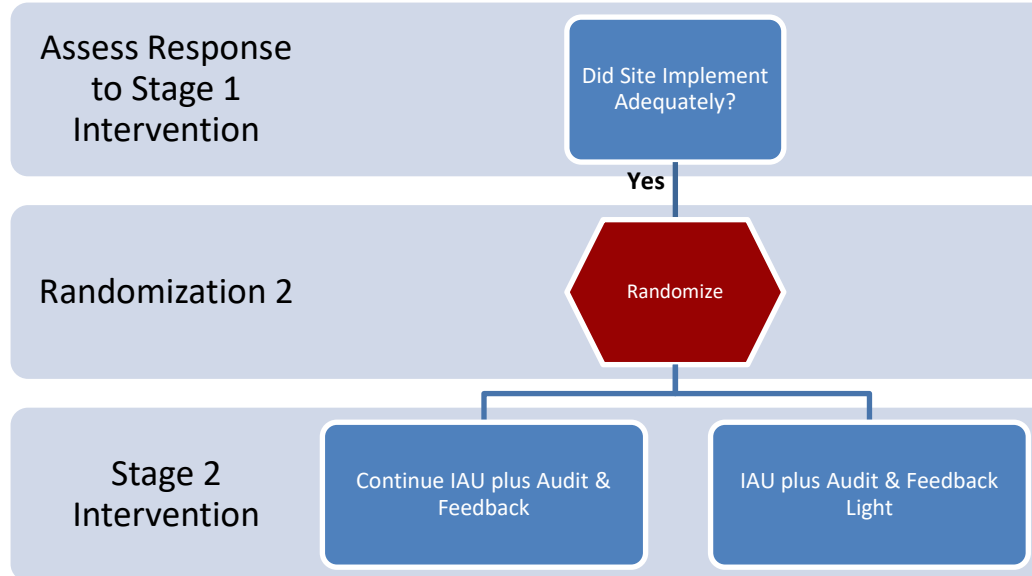 Assess Response
to Stage 1
Intervention
Did Site Implement
Adequately?
Yes
Randomization 2
Randomize
Stage 2
Intervention
Continue IAU plus Audit &
Feedback
IAU plus Audit & Feedback
Light